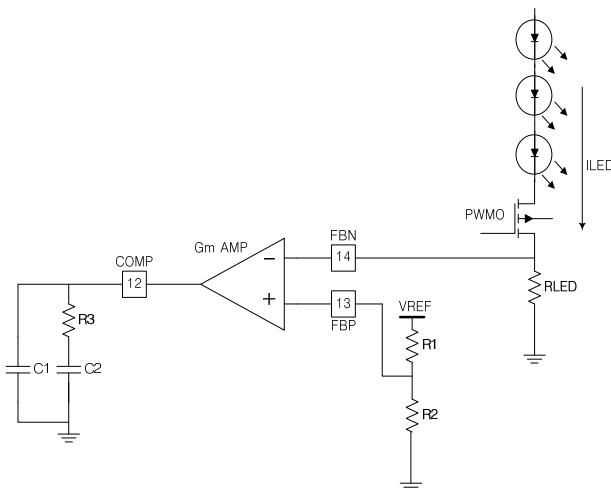 ILED
PWMO
FBN
Gm AMP
COMP
14
12
13
FBP
VREF
RLED
R3
R1
C1
C2
R2